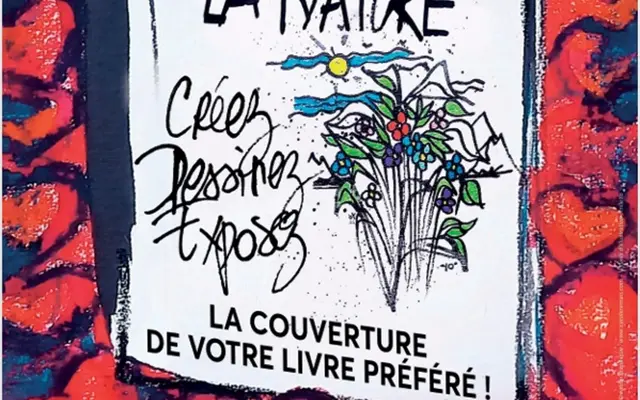 LA NATURE
Créez
Dessinez
Exposez
LA COUVERTURE
DE VOTRE LIVRE PRÉFÉRÉ !